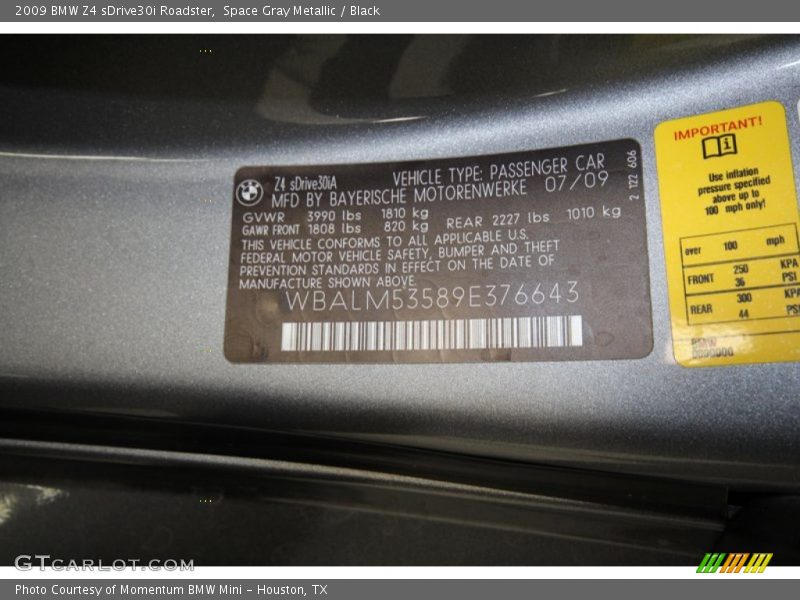 2009 BMW Z4 sDrive30i Roadster,  Space Gray Metallic / Black
Z4 sDrive30iA
VEHICLE TYPE: PASSENGER CAR
MFD BY BAYERISCHE MOTORENWERKE 07/09
GVWR 3990 lbs 1810 kg
GAWR FRONT 1808 lbs 820 kg REAR 2227 lbs 1010 kg
THIS VEHICLE CONFORMS TO ALL APPLICABLE U.S.
FEDERAL MOTOR VEHICLE SAFETY, BUMPER AND THEFT
PREVENTION STANDARDS IN EFFECT ON THE DATE OF
MANUFACTURE SHOWN ABOVE.
WBALM53589E376643
2 122 606
IMPORTANT!
Use inflation
pressure specified
above up to
100 mph only!
over 100 mph
FRONT 250 KPA
36 PSI
REAR 300 KPA
44 PSI
BMW
GTCARLOT.COM
Photo Courtesy of Momentum BMW Mini - Houston, TX